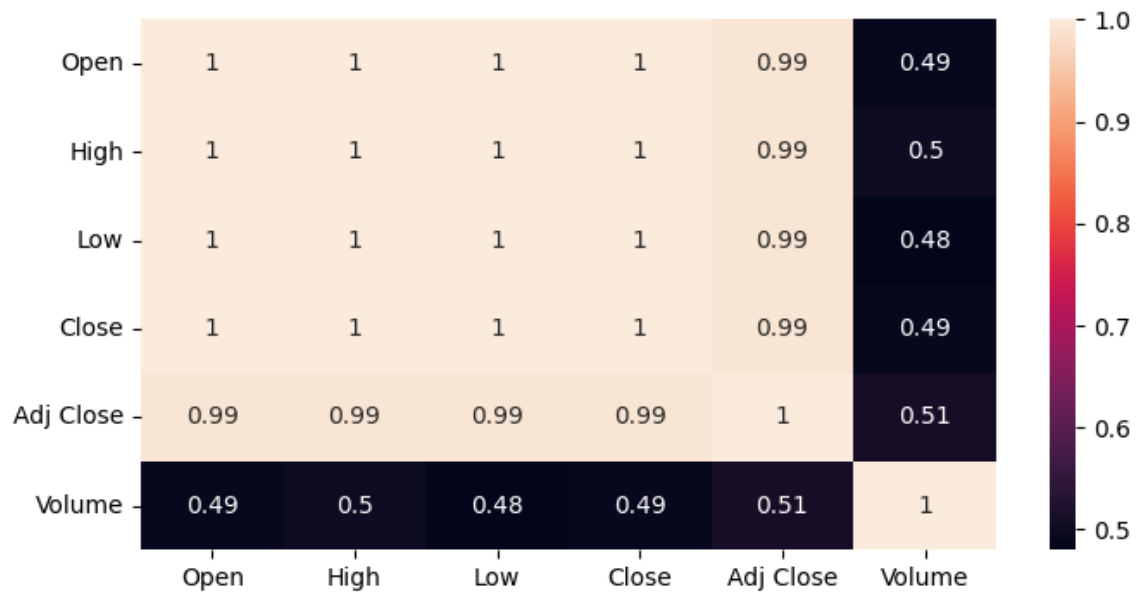 Open 1 1 1 1 0.99 0.49
High 1 1 1 1 0.99 0.5
Low 1 1 1 1 0.99 0.48
Close 1 1 1 1 0.99 0.49
Adj Close 0.99 0.99 0.99 0.99 1 0.51
Volume 0.49 0.5 0.48 0.49 0.51 1
Open High Low Close Adj Close Volume
1.0
0.9
0.8
0.7
0.6
0.5